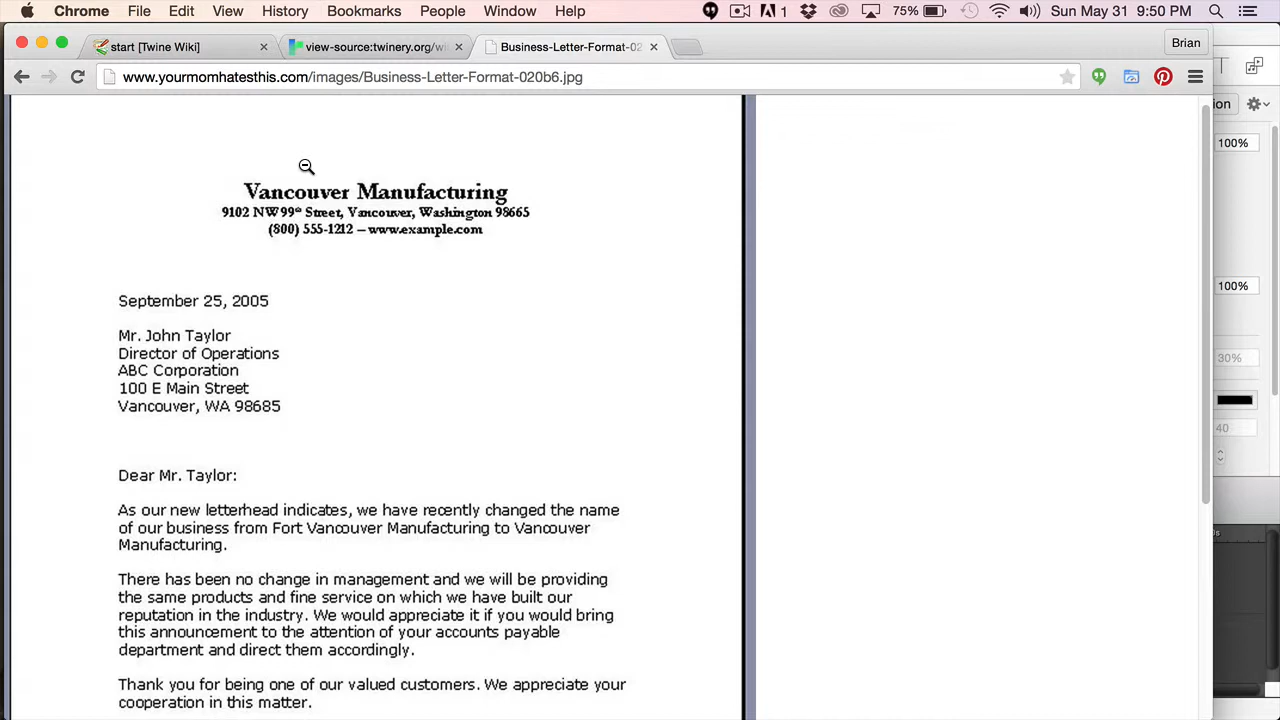 Chrome File Edit View History Bookmarks People Window Help 1 75% Sun May 31 9:50 PM
start [Twine Wiki]
view-source:twinery.org/wi
Business-Letter-Format-02
Brian
www.yourmomhatesthis.com/images/Business-Letter-Format-020b6.jpg
100%
100%
30%
40
Vancouver Manufacturing
9102 NW99th Street, Vancouver, Washington 98665
(800) 555-1212 – www.example.com
September 25, 2005
Mr. John Taylor
Director of Operations
ABC Corporation
100 E Main Street
Vancouver, WA 98685
Dear Mr. Taylor:
As our new letterhead indicates, we have recently changed the name
of our business from Fort Vancouver Manufacturing to Vancouver
Manufacturing.
There has been no change in management and we will be providing
the same products and fine service on which we have built our
reputation in the industry. We would appreciate it if you would bring
this announcement to the attention of your accounts payable
department and direct them accordingly.
Thank you for being one of our valued customers. We appreciate your
cooperation in this matter.